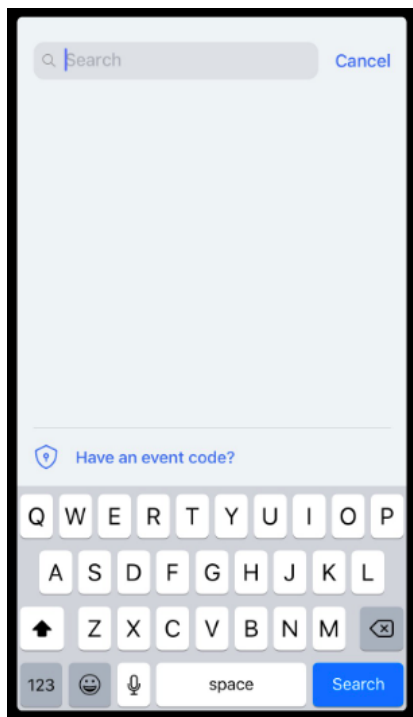 Search Cancel
Have an event code?
Q W E R T Y U I O P
A S D F G H J K L
Z X C V B N M
123 space Search